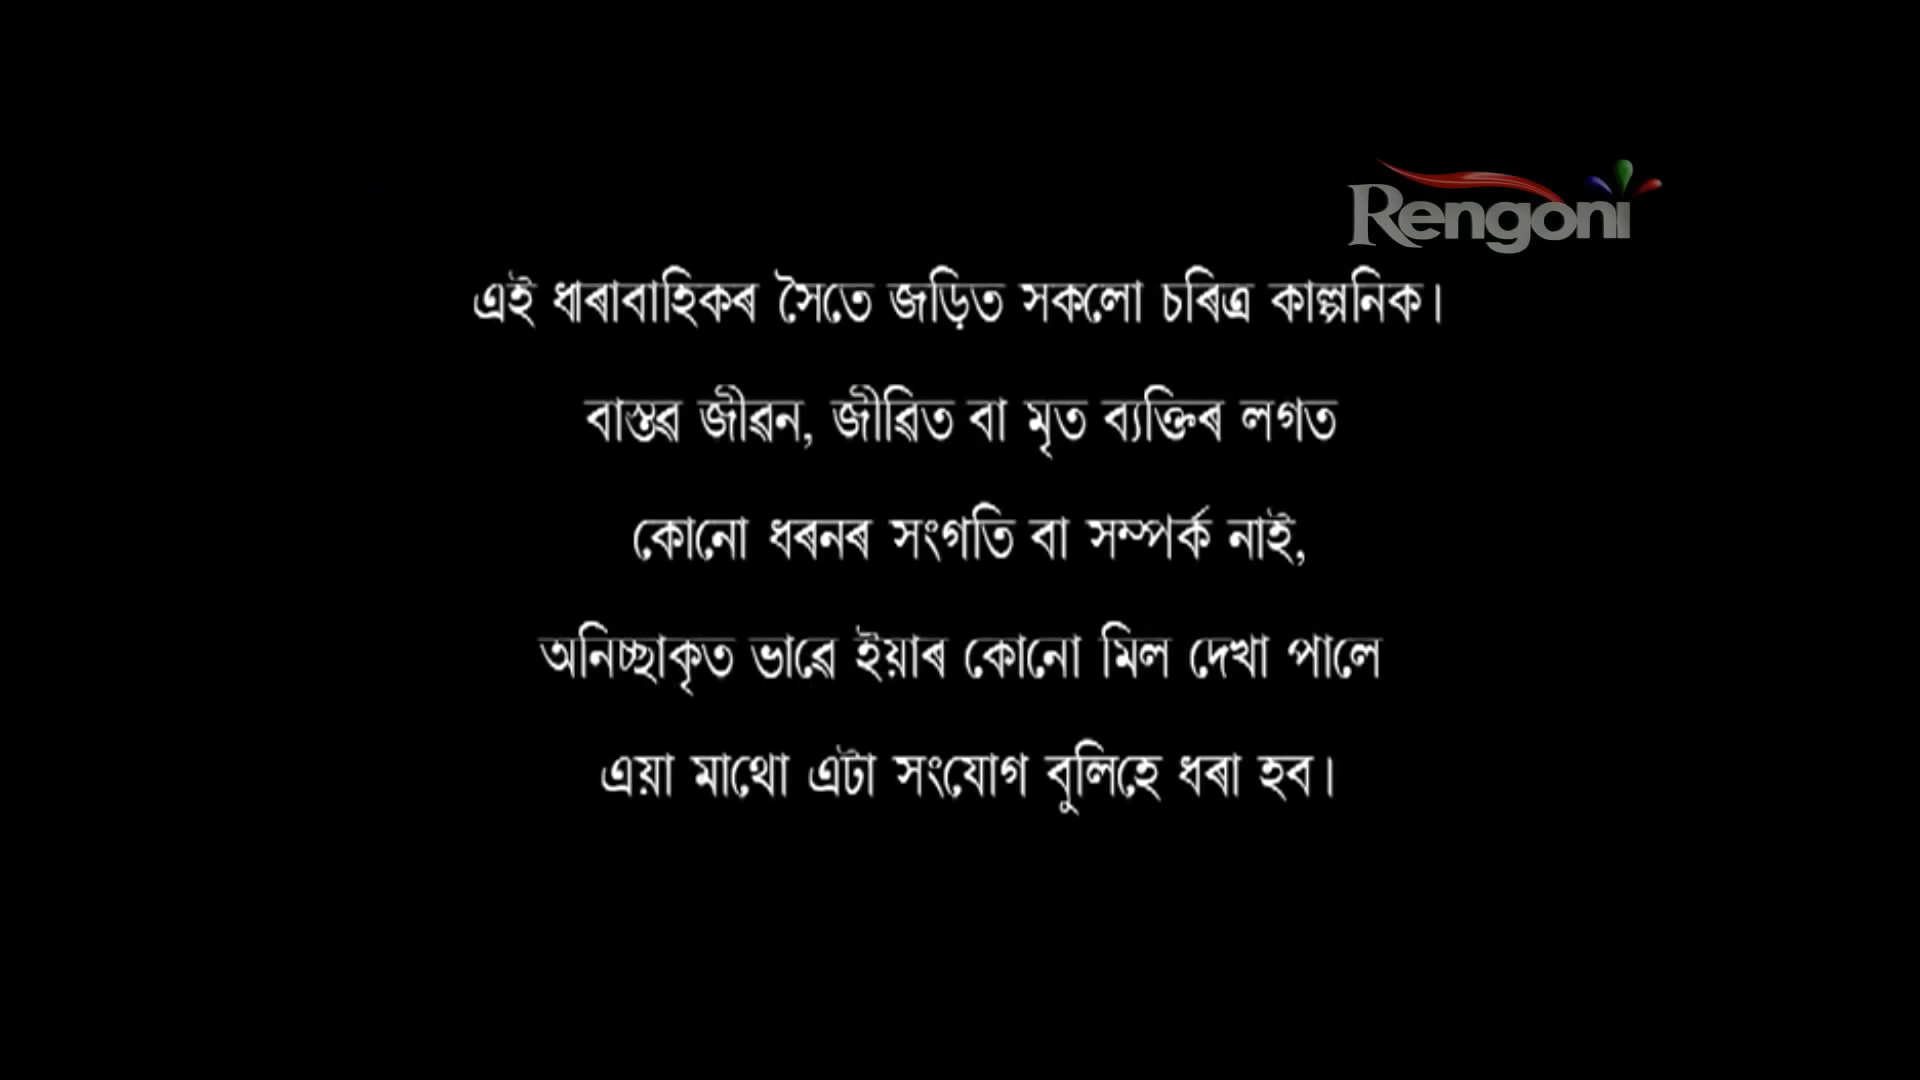 Rengoni
এই ধাৰাবাহিকৰ সৈতে জড়িত সকলো চৰিত্ৰ কাল্পনিক।
বাস্তৱ জীৱন, জীৱিত বা মৃত ব্যক্তিৰ লগত
কোনো ধৰনৰ সংগতি বা সম্পৰ্ক নাই,
অনিচ্ছাকৃত ভাৱে ইয়াৰ কোনো মিল দেখা পালে
এয়া মাথো এটা সংযোগ বুলিহে ধৰা হব।